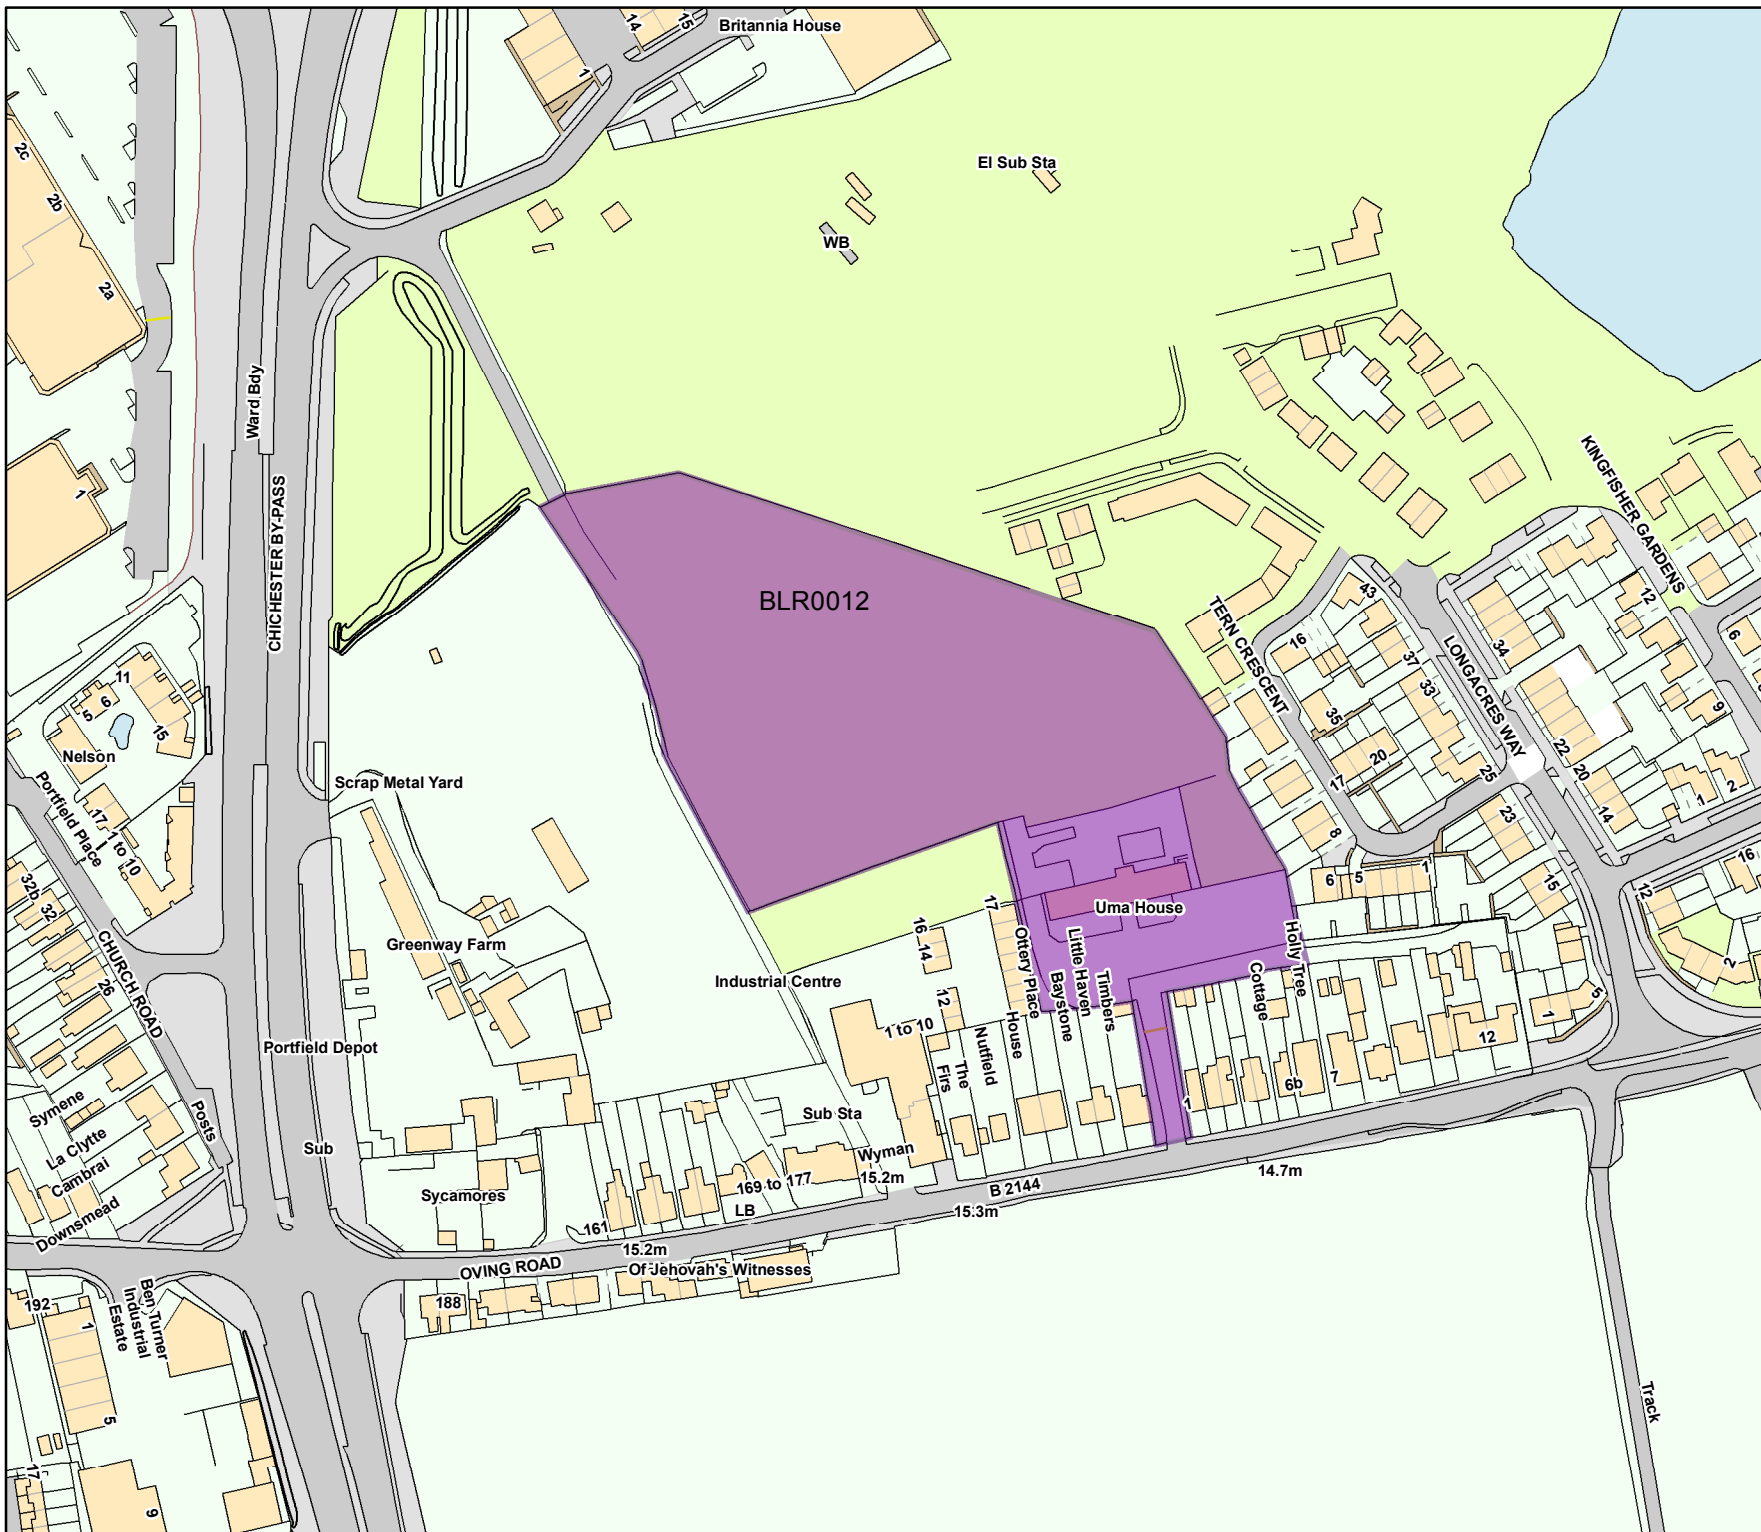 14
15
Britannia House
1
2c
2b
2a
El Sub Sta
WB
Ward Bdy
CHICHESTER BY-PASS
1
KINGFISHER GARDENS
BLR0012
TERN CRESCENT
LONGACRES WAY
43
16
37
33
35
20
17
25
34
12
6
9
22
20
14
1
2
11
5 6
15
Nelson
Portfield Place
17
1 to 10
Scrap Metal Yard
8
23
6
5
1
15
16
12
2
32b
32
26
CHURCH ROAD
Greenway Farm
Uma House
17
16
14
12
Ottery Place
Little Haven
Baystone
Timbers
House
Holly Tree
Cottage
Industrial Centre
1 to 10
Nutfield
The
Firs
Portfield Depot
5
1
12
7
6b
1
Symene
La Clytte
Cambrai
Downsmead
Posts
Sub
Sub Sta
Wyman
15.2m
169 to 177
LB
Sycamores
161
15.2m
B 2144
15.3m
14.7m
OVING ROAD
Of Jehovah's Witnesses
188
192
Ben Turner
Industrial
Estate
1
5
17
9
Track